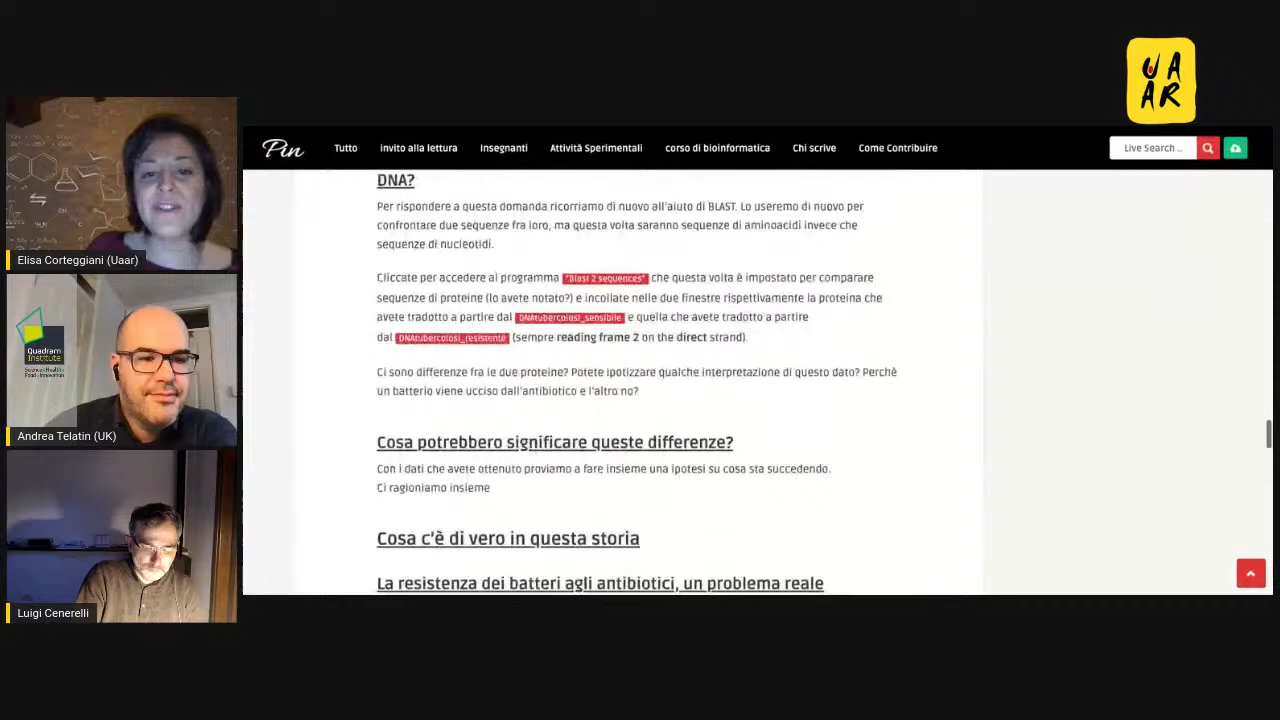 UA
AR
Pin
Tutto
invito alla lettura
Insegnanti
Attività Sperimentali
corso di bioinformatica
Chi scrive
Come Contribuire
Live Search ..
DNA?
Per rispondere a questa domanda ricorriamo di nuovo all'aiuto di BLAST. Lo useremo di nuovo per
confrontare due sequenze fra loro, ma questa volta saranno sequenze di aminoacidi invece che
sequenze di nucleotidi.
Cliccate per accedere al programma "Blast 2 sequences" che questa volta è impostato per comparare
sequenze di proteine (lo avete notato?) e incollate nelle due finestre rispettivamente la proteina che
avete tradotto a partire dal DNAtubercolosi_sensibile e quella che avete tradotto a partire
dal DNAtubercolosi_resistente (sempre reading frame 2 on the direct strand).
Ci sono differenze fra le due proteine? Potete ipotizzare qualche interpretazione di questo dato? Perchè
un batterio viene ucciso dall'antibiotico e l'altro no?
Cosa potrebbero significare queste differenze?
Con i dati che avete ottenuto proviamo a fare insieme una ipotesi su cosa sta succedendo.
Ci ragioniamo insieme
Cosa c'è di vero in questa storia
La resistenza dei batteri agli antibiotici, un problema reale
Elisa Corteggiani (Uaar)
Quadram
Institute
Science Health
Food Innovation
Andrea Telatin (UK)
Luigi Cenerelli